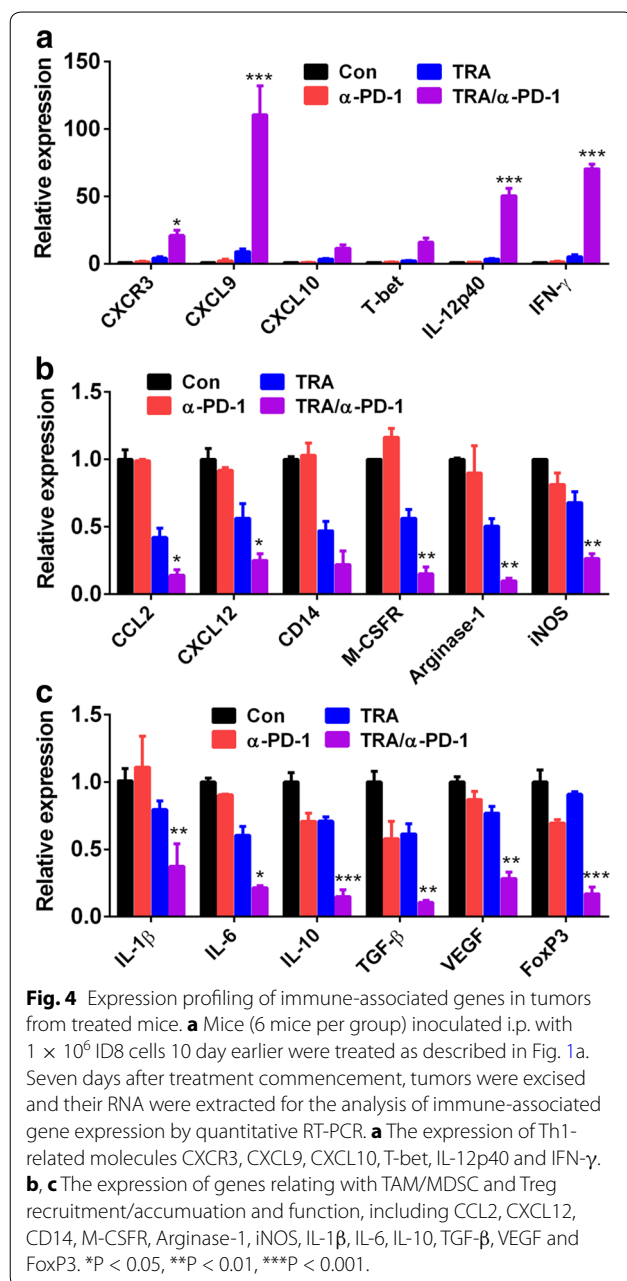 a
Relative expression
150
100
50
0
Con TRA
α-PD-1 TRA/α-PD-1
* *** *** ***
CXCR3 CXCL9 CXCL10 T-bet IL-12p40 IFN-γ
b
Relative expression
1.5
1.0
0.5
0.0
Con TRA
α-PD-1 TRA/α-PD-1
* * ** ** **
CCL2 CXCL12 CD14 M-CSFR Arginase-1 iNOS
c
Relative expression
1.5
1.0
0.5
0.0
Con TRA
α-PD-1 TRA/α-PD-1
** * *** ** ** ***
IL-1β IL-6 IL-10 TGF-β VEGF FoxP3
Fig. 4 Expression profiling of immune-associated genes in tumors
from treated mice. a Mice (6 mice per group) inoculated i.p. with
1 × 10⁶ ID8 cells 10 day earlier were treated as described in Fig. 1a.
Seven days after treatment commencement, tumors were excised
and their RNA were extracted for the analysis of immune-associated
gene expression by quantitative RT-PCR. a The expression of Th1-
related molecules CXCR3, CXCL9, CXCL10, T-bet, IL-12p40 and IFN-γ.
b, c The expression of genes relating with TAM/MDSC and Treg
recruitment/accumuation and function, including CCL2, CXCL12,
CD14, M-CSFR, Arginase-1, iNOS, IL-1β, IL-6, IL-10, TGF-β, VEGF and
FoxP3. *P < 0.05, **P < 0.01, ***P < 0.001.